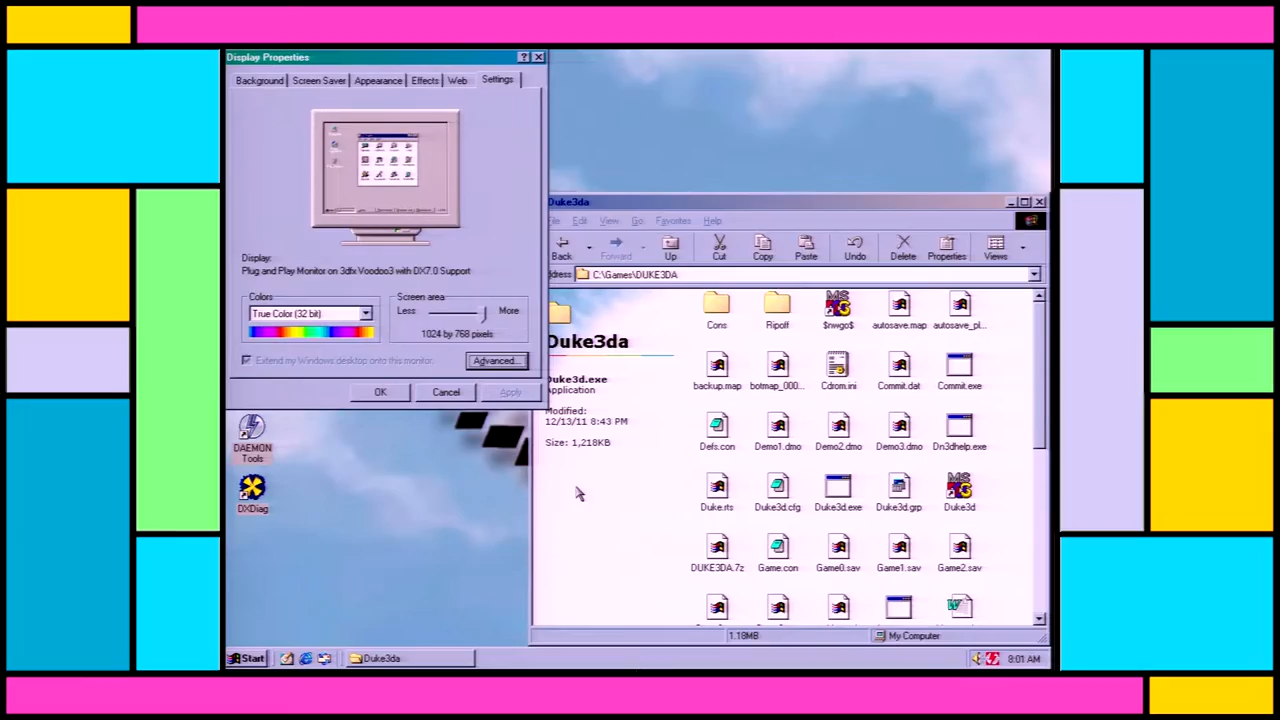 Display Properties
Background Screen Saver Appearance Effects Web Settings
Display:
Plug and Play Monitor on 3dfx Voodoo3 with DX7.0 Support
Colors
True Color (32 bit)
Screen area
Less More
1024 by 768 pixels
Extend my Windows desktop onto this monitor.
Advanced...
OK Cancel Apply
DAEMON
Tools
DXDiag
Duke3da
File Edit View Go Favorites Help
Back Forward Up Cut Copy Paste Undo Delete Properties Views
ddress C:\Games\DUKE3DA
Duke3da
Duke3d.exe
Application
Modified:
12/13/11 8:43 PM
Size: 1,218KB
Cons Ripoff $nwgo$ autosave.map autosave_pl...
backup.map botmap_000... Cdrom.ini Commit.dat Commit.exe
Defs.con Demo1.dmo Demo2.dmo Demo3.dmo Dn3dhelp.exe
Duke.rts Duke3d.cfg Duke3d.exe Duke3d.grp Duke3d
DUKE3DA.7z Game.con Game0.sav Game1.sav Game2.sav
1.18MB My Computer
Start Duke3da 8:01 AM